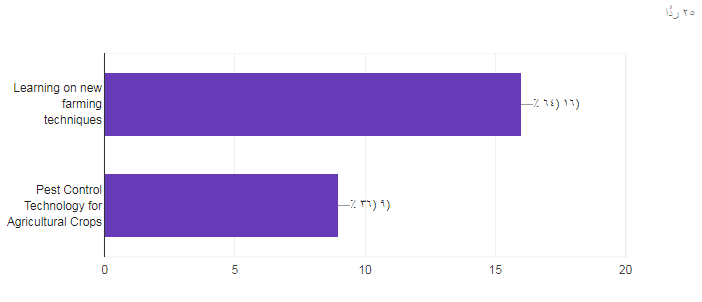 ٢٥ ردًّا
Learning on new
farming
techniques
١٦ (٦٤ ٪)
Pest Control
Technology for
Agricultural Crops
٩ (٣٦ ٪)
0 5 10 15 20